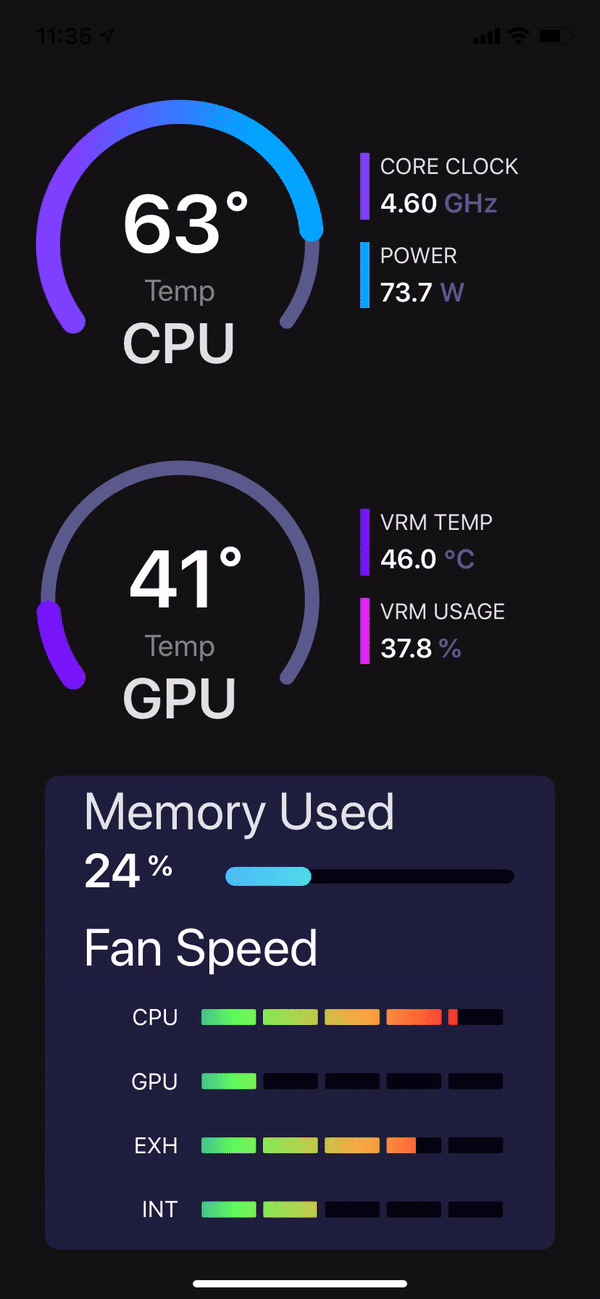 11:35
63°
Temp
CPU
CORE CLOCK
4.60 GHz
POWER
73.7 W
41°
Temp
GPU
VRM TEMP
46.0 °C
VRM USAGE
37.8 %
Memory Used
24 %
Fan Speed
CPU
GPU
EXH
INT